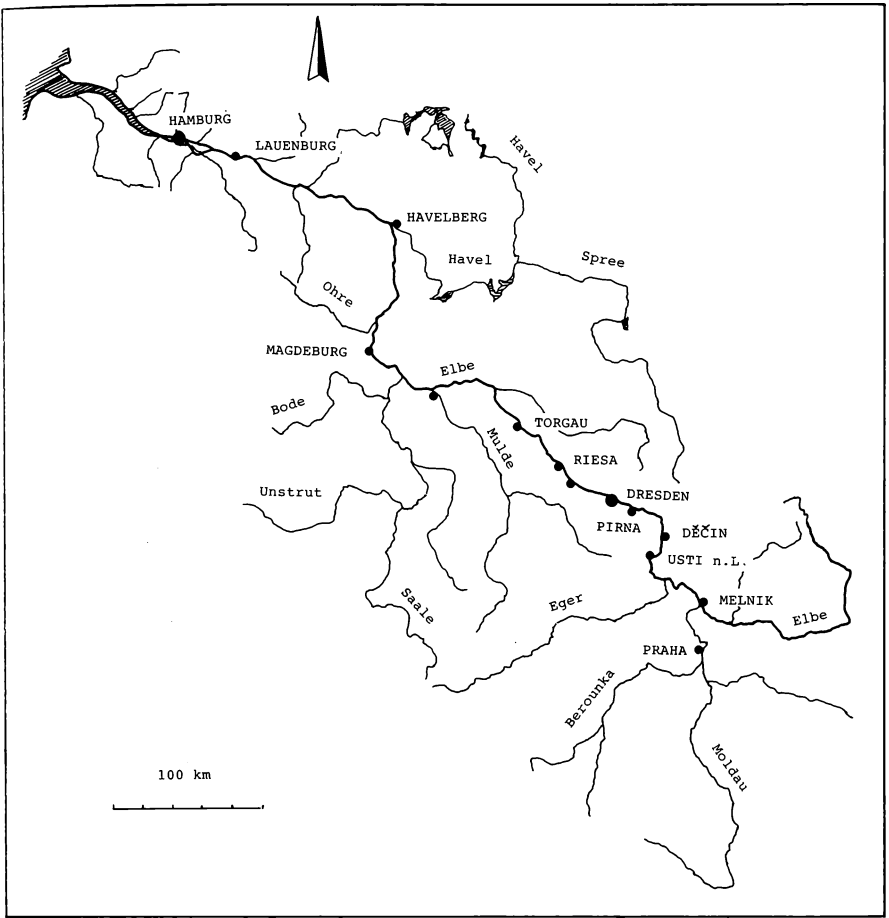 HAMBURG
LAUENBURG
Havel
HAVELBERG
Havel
Spree
Ohre
MAGDEBURG
Elbe
Bode
TORGAU
Mulde
RIESA
Unstrut
DRESDEN
PIRNA
DĚČIN
USTI n.L.
Saale
Eger
MELNIK
Elbe
PRAHA
Berounka
Moldau
100 km